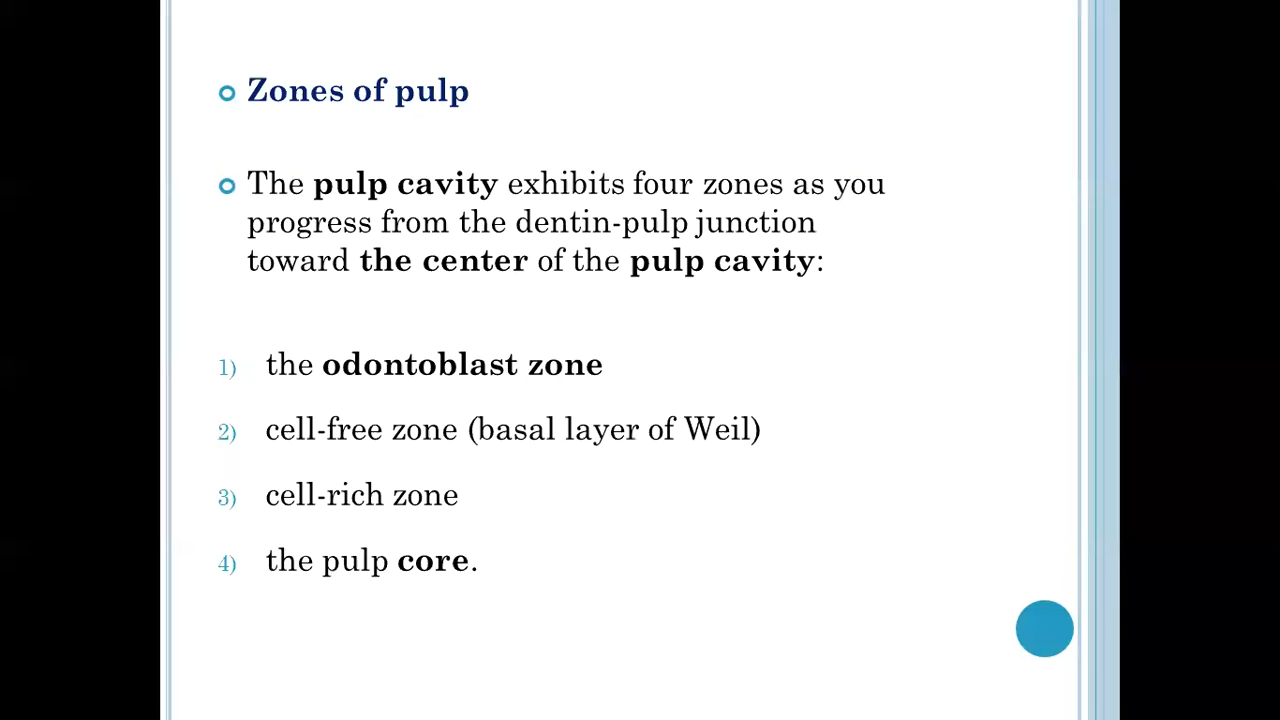 Zones of pulp
The pulp cavity exhibits four zones as you
progress from the dentin-pulp junction
toward the center of the pulp cavity:
1) the odontoblast zone
2) cell-free zone (basal layer of Weil)
3) cell-rich zone
4) the pulp core.